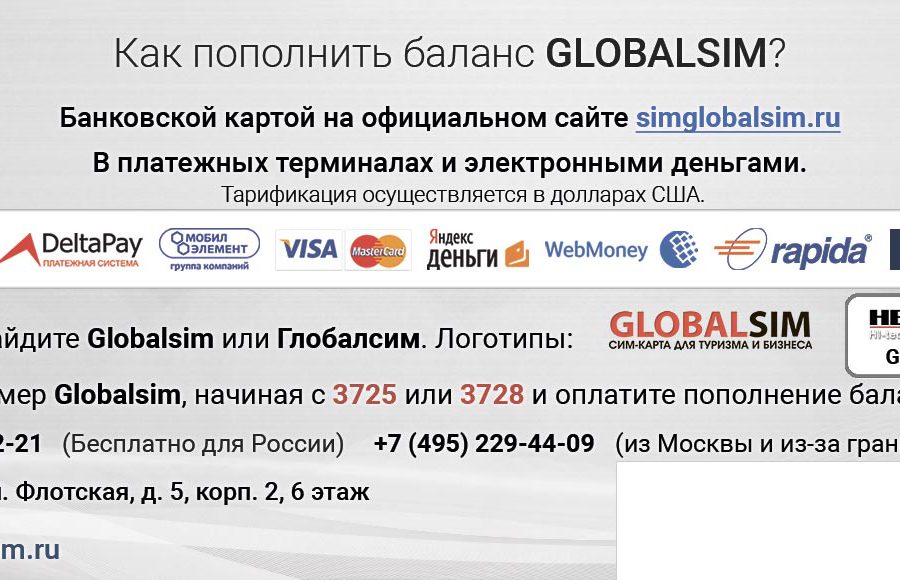 Как пополнить баланс GLOBALSIM?
Банковской картой на официальном сайте simglobalsim.ru
В платежных терминалах и электронными деньгами.
Тарификация осуществляется в долларах США.
DeltaPay
ПЛАТЕЖНАЯ СИСТЕМА
МОБИЛ
ЭЛЕМЕНТ
группа компаний
VISA
MasterCard
Яндекс
деньги
WebMoney
rapida®
айдите Globalsim или Глобалсим. Логотипы:
GLOBALSIM
СИМ-КАРТА ДЛЯ ТУРИЗМА И БИЗНЕСА
Hi-tec
G
мер Globalsim, начиная с 3725 или 3728 и оплатите пополнение бала
2-21 (Бесплатно для России) +7 (495) 229-44-09 (из Москвы и из-за гран
. Флотская, д. 5, корп. 2, 6 этаж
m.ru